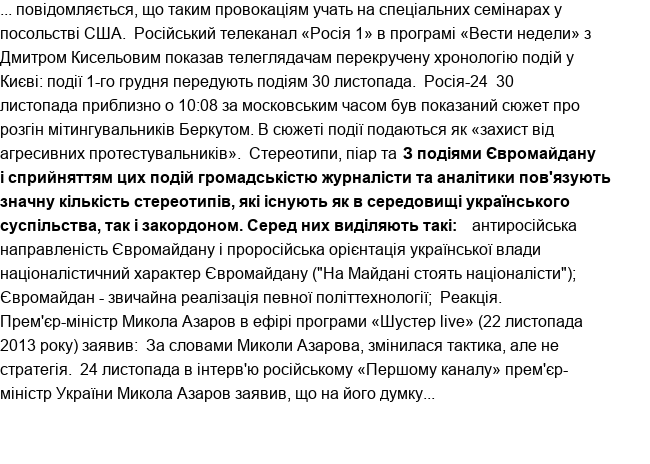 ... повідомляється, що таким провокаціям учать на спеціальних семінарах у
посольстві США.  Російський телеканал «Росія 1» в програмі «Вести недели» з
Дмитром Кисельовим показав телеглядачам перекручену хронологію подій у
Києві: події 1-го грудня передують подіям 30 листопада.  Росія-24  30
листопада приблизно о 10:08 за московським часом був показаний сюжет про
розгін мітингувальників Беркутом. В сюжеті події подаються як «захист від
агресивних протестувальників».  Стереотипи, піар та З подіями Євромайдану
і сприйняттям цих подій громадськістю журналісти та аналітики пов'язують
значну кількість стереотипів, які існують як в середовищі українського
суспільства, так і закордоном. Серед них виділяють такі:   антиросійська
направленість Євромайдану і проросійська орієнтація української влади
націоналістичний характер Євромайдану ("На Майдані стоять націоналісти");
Євромайдан - звичайна реалізація певної політтехнології;  Реакція.
Прем'єр-міністр Микола Азаров в ефірі програми «Шустер live» (22 листопада
2013 року) заявив:  За словами Миколи Азарова, змінилася тактика, але не
стратегія.  24 листопада в інтерв'ю російському «Першому каналу» прем'єр-
міністр України Микола Азаров заявив, що на його думку...